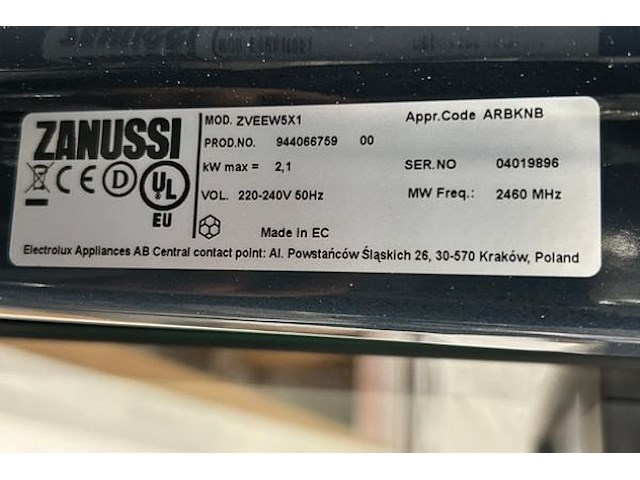 ZANUSSI
MOD. ZVEEW5X1 Appr.Code ARBKNB
PROD.NO. 944066759 00
kW max = 2,1 SER.NO 04019896
VOL. 220-240V 50Hz MW Freq.: 2460 MHz
CE D UL
EU
Made in EC
Electrolux Appliances AB Central contact point: Al. Powstańców Śląskich 26, 30-570 Kraków, Poland